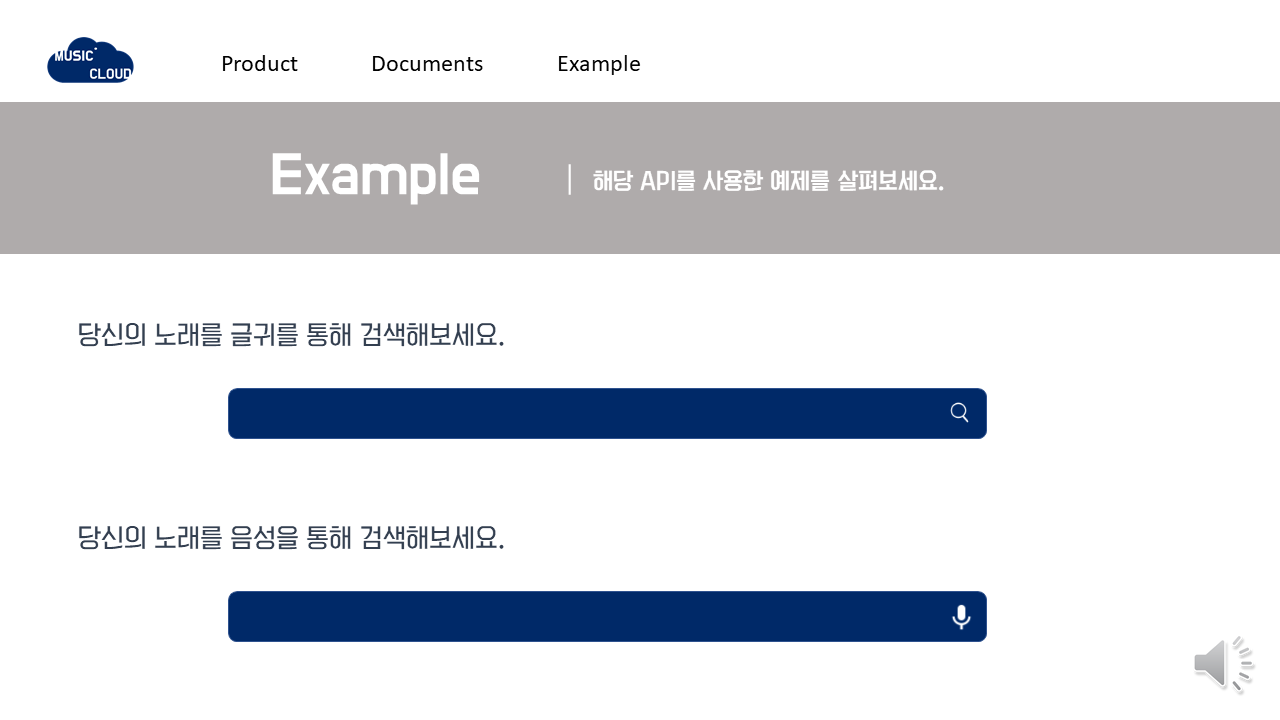 MUSIC
CLOUD
Product Documents Example
Example | 해당 API를 사용한 예제를 살펴보세요.
당신의 노래를 글귀를 통해 검색해보세요.
당신의 노래를 음성을 통해 검색해보세요.